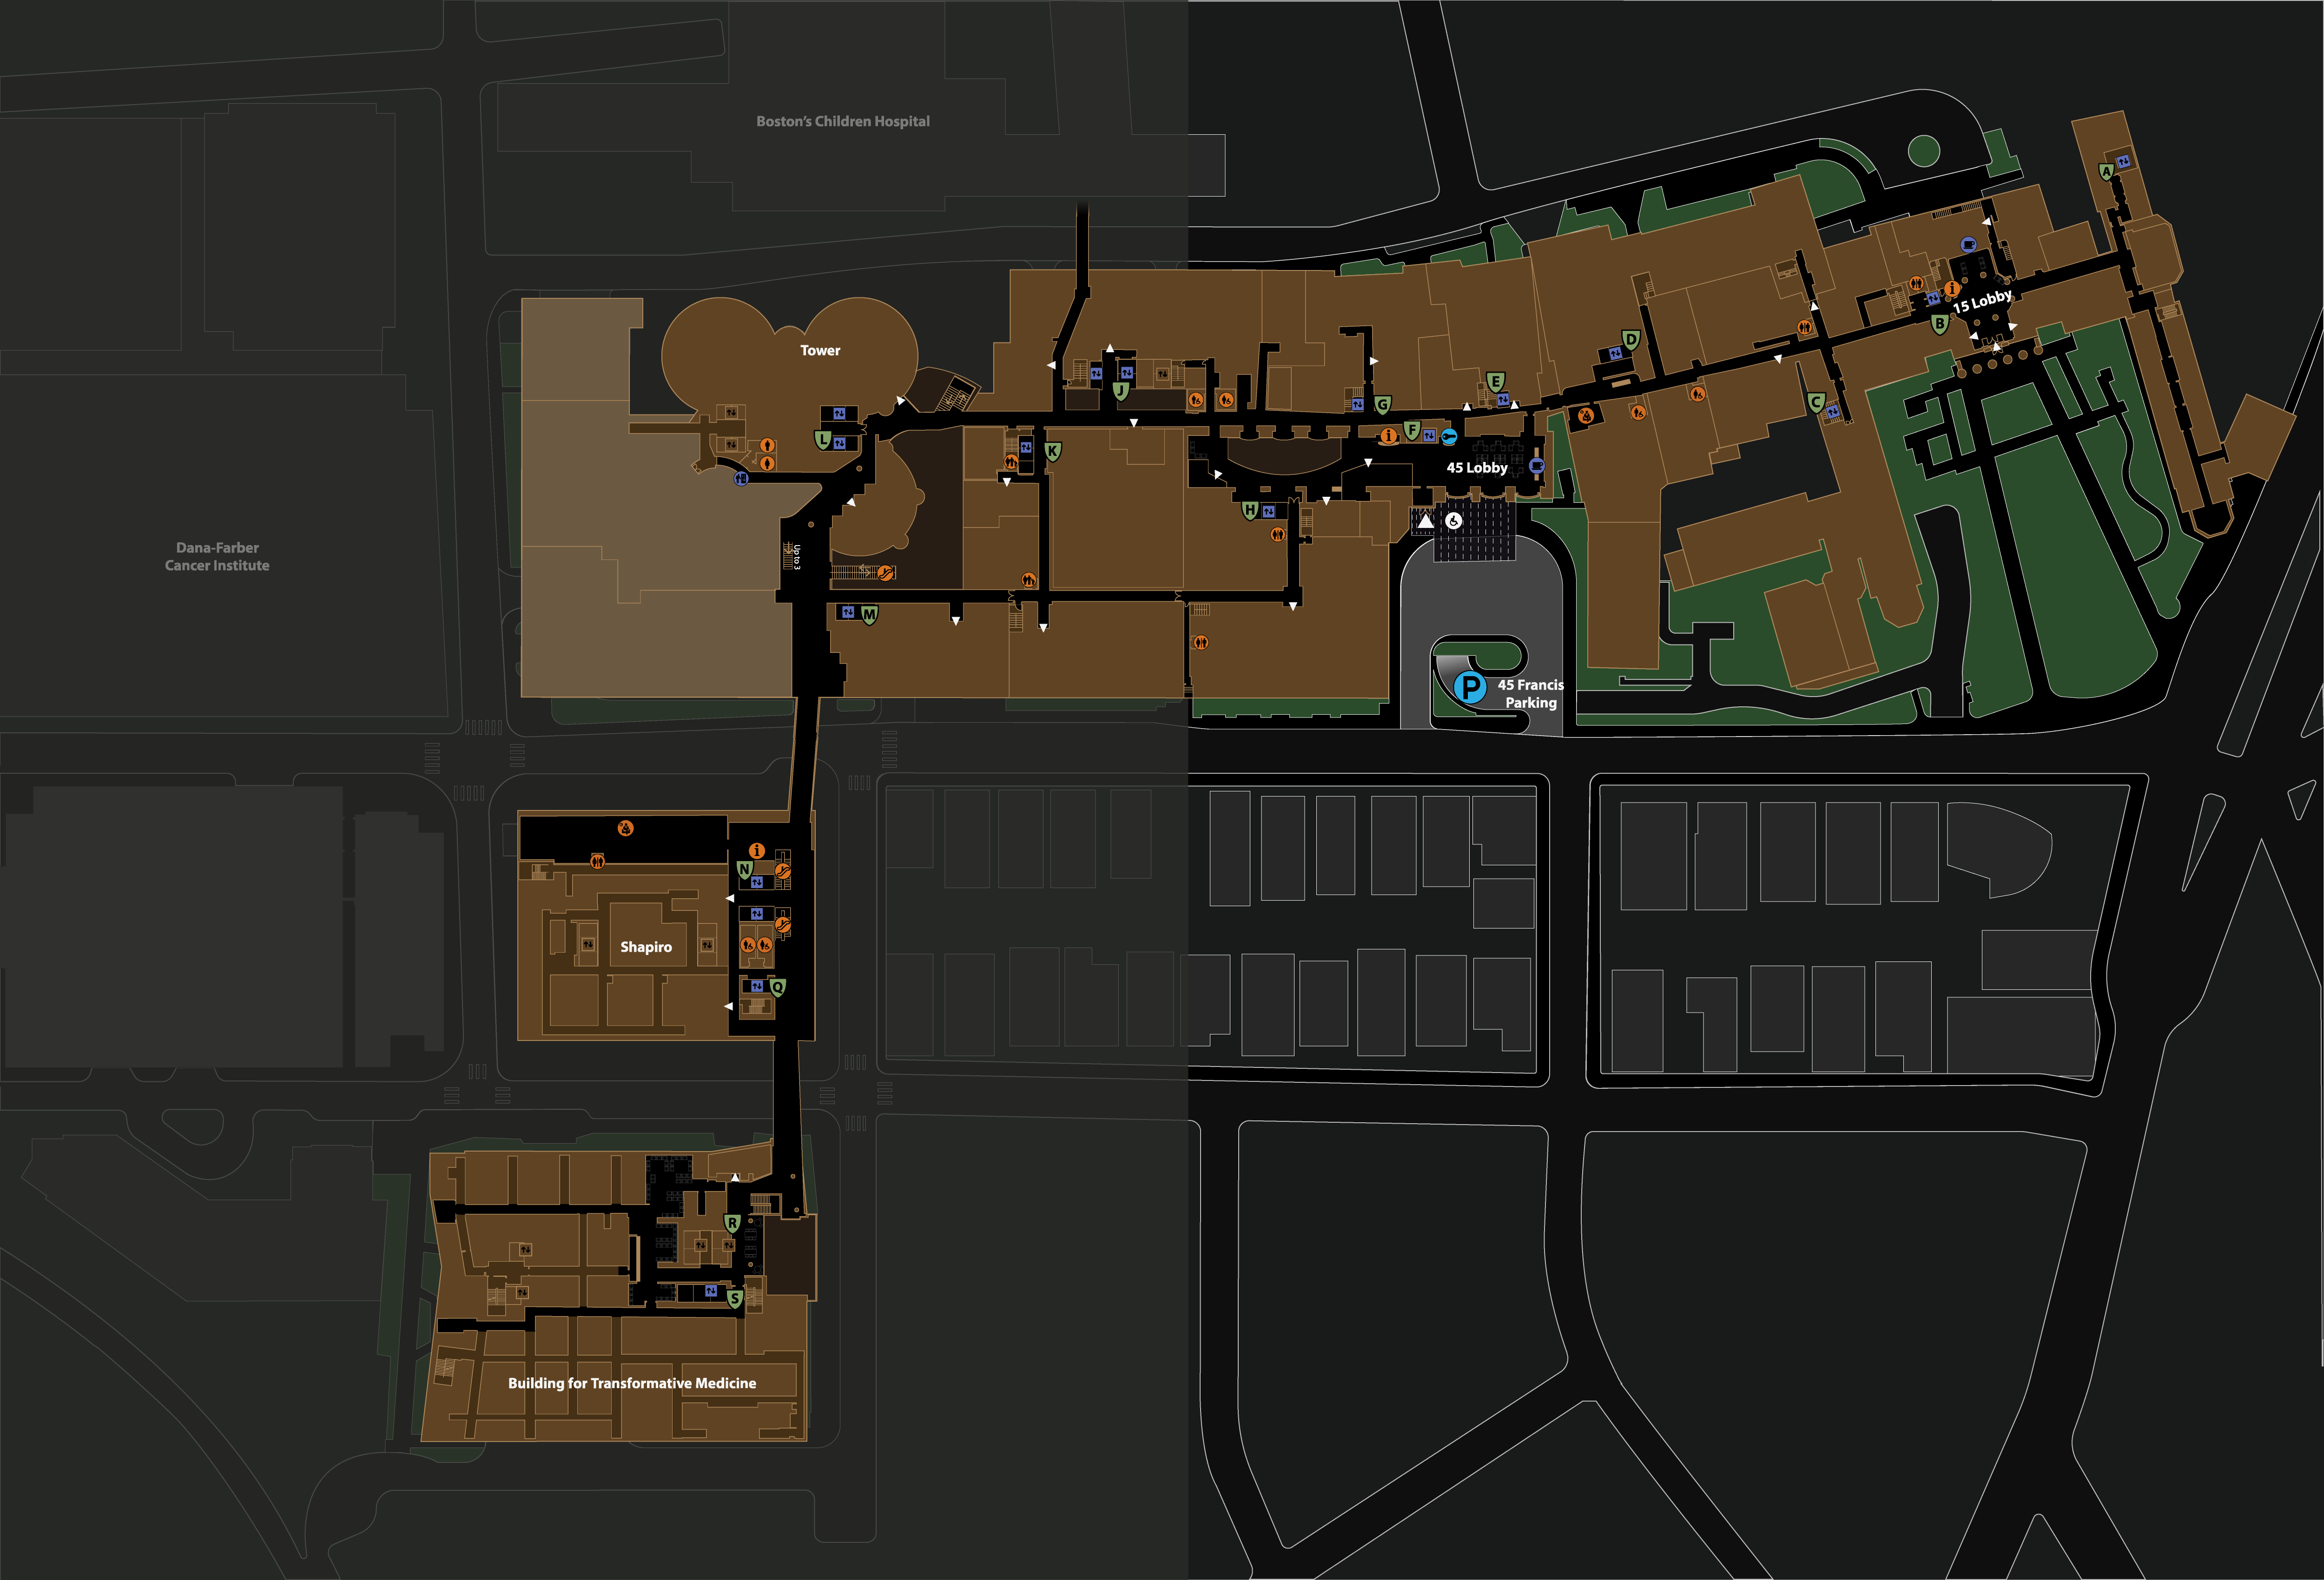 Boston's Children Hospital
A
15 Lobby
B
D
Tower
E
J
C
G
F
L
K
45 Lobby
H
Up to 3
Dana-Farber
Cancer Institute
M
P
45 Francis
Parking
N
Shapiro
Q
R
S
Building for Transformative Medicine